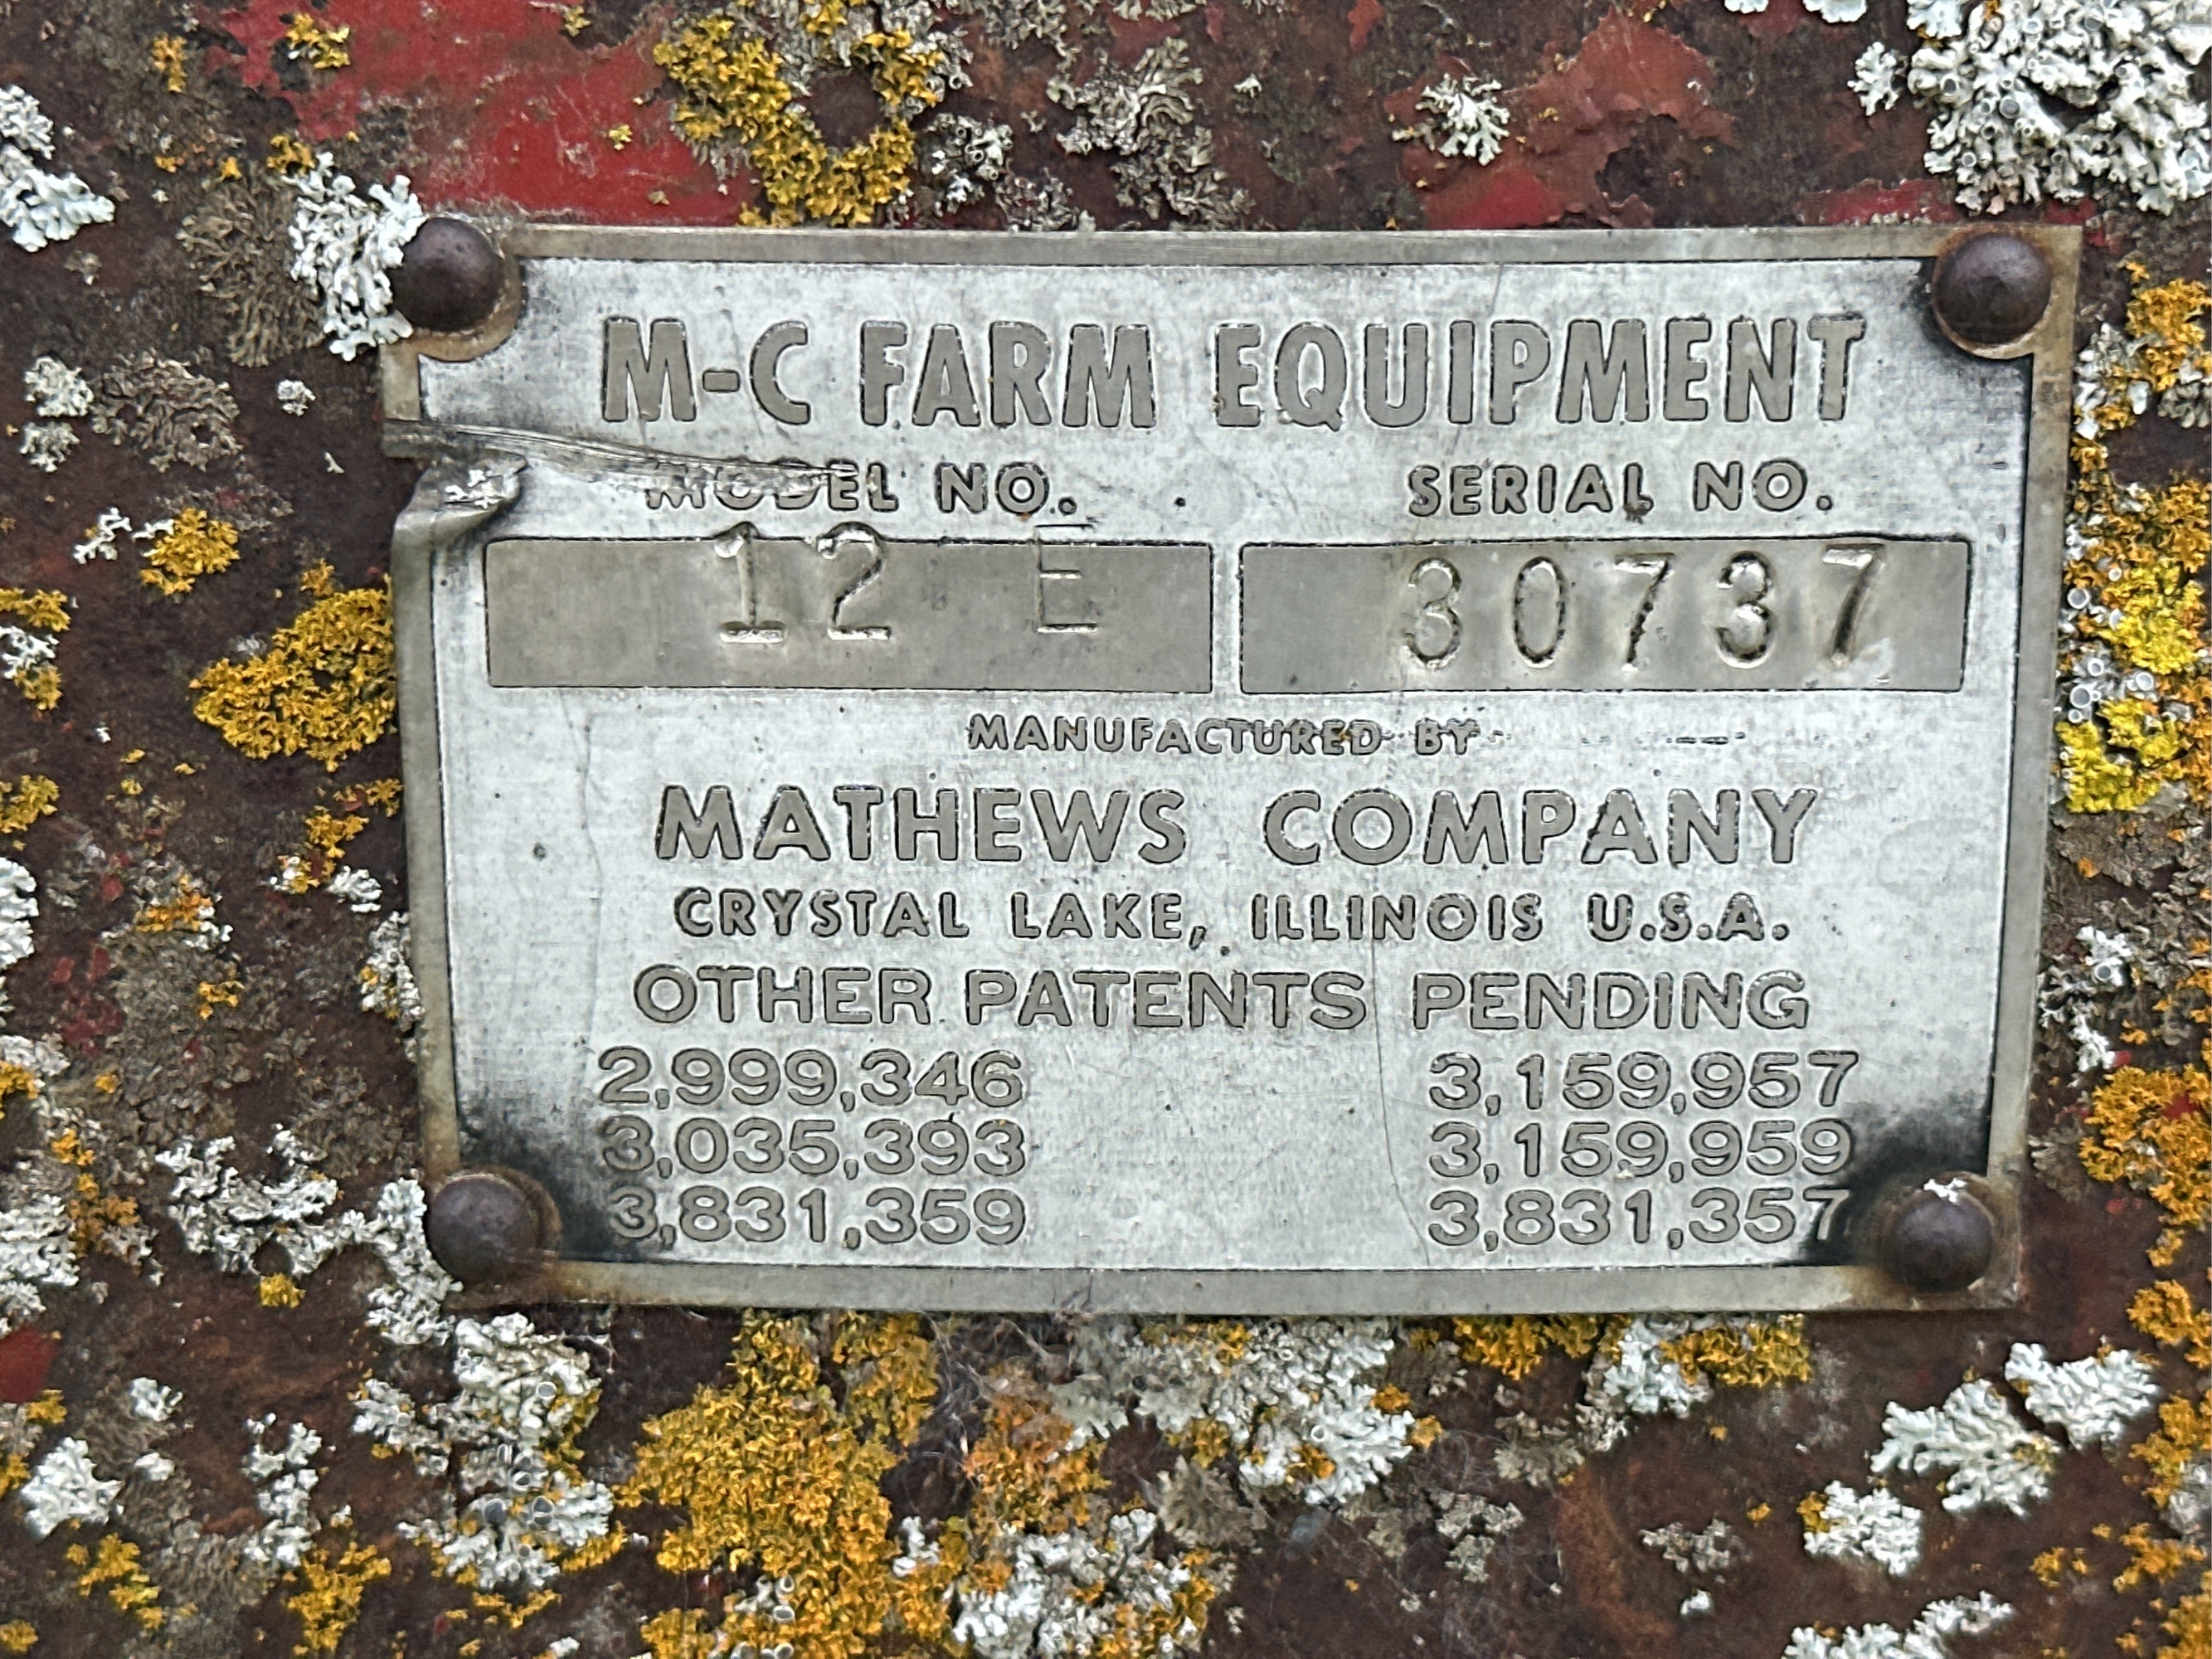 M-C FARM EQUIPMENT
MODEL NO. SERIAL NO.
12 E 30737
MANUFACTURED BY
MATHEWS COMPANY
CRYSTAL LAKE, ILLINOIS U.S.A.
OTHER PATENTS PENDING
2,999,346 3,159,957
3,035,393 3,159,959
3,831,359 3,831,357